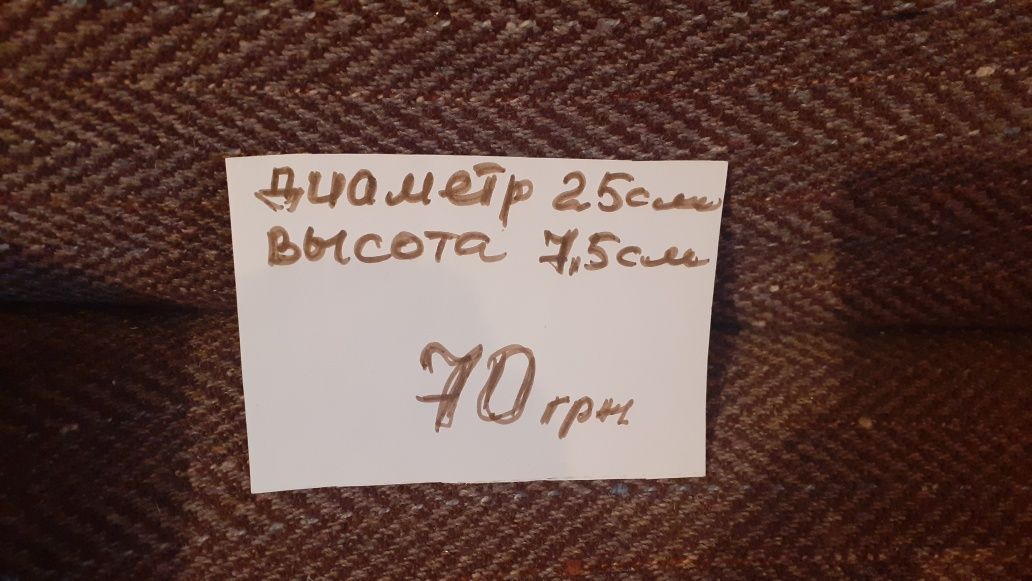 Диаметр 25см
Высота 7,5см
70 грн